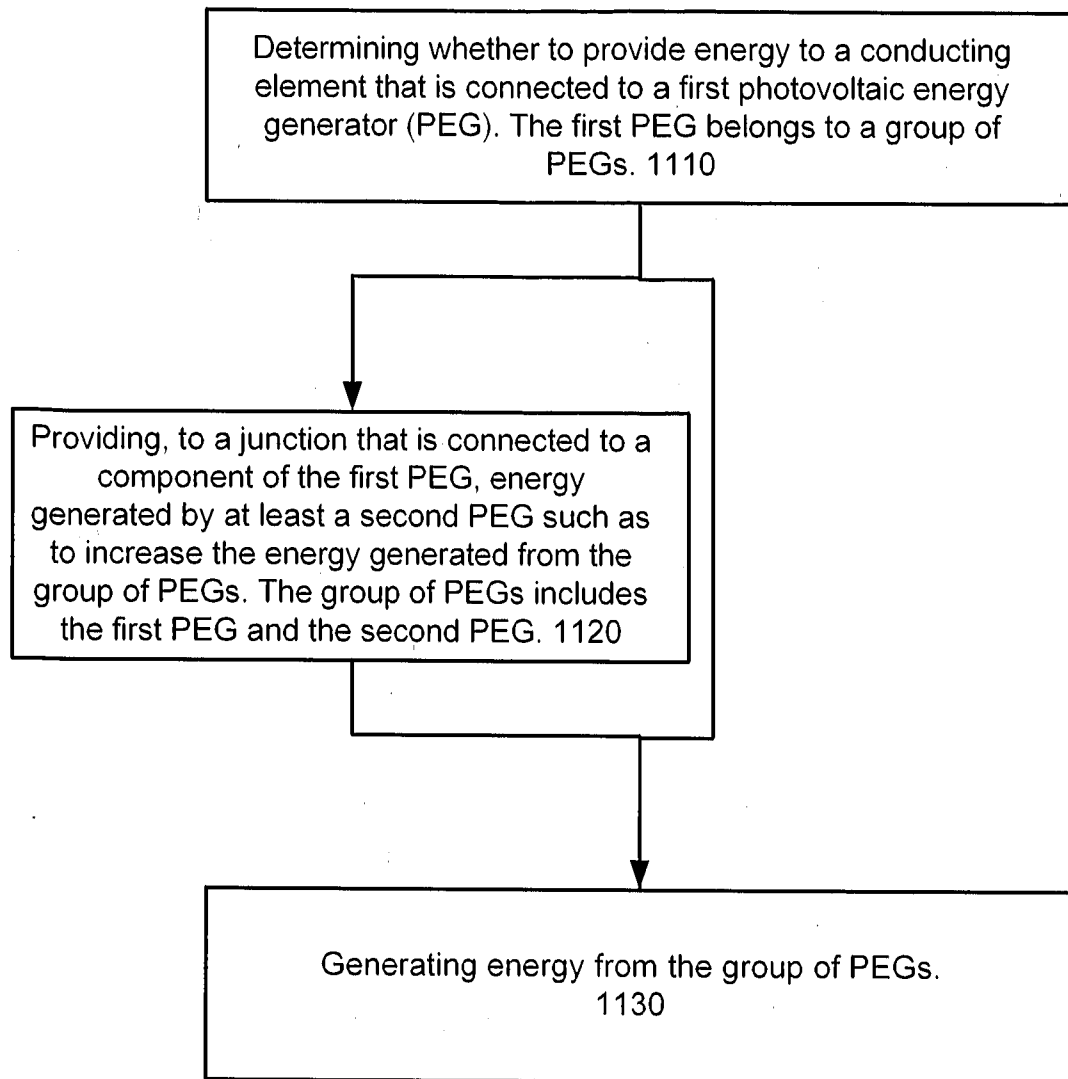 Determining whether to provide energy to a conducting
element that is connected to a first photovoltaic energy
generator (PEG). The first PEG belongs to a group of
PEGs. 1110
Providing, to a junction that is connected to a
component of the first PEG, energy
generated by at least a second PEG such as
to increase the energy generated from the
group of PEGs. The group of PEGs includes
the first PEG and the second PEG. 1120
Generating energy from the group of PEGs.
1130